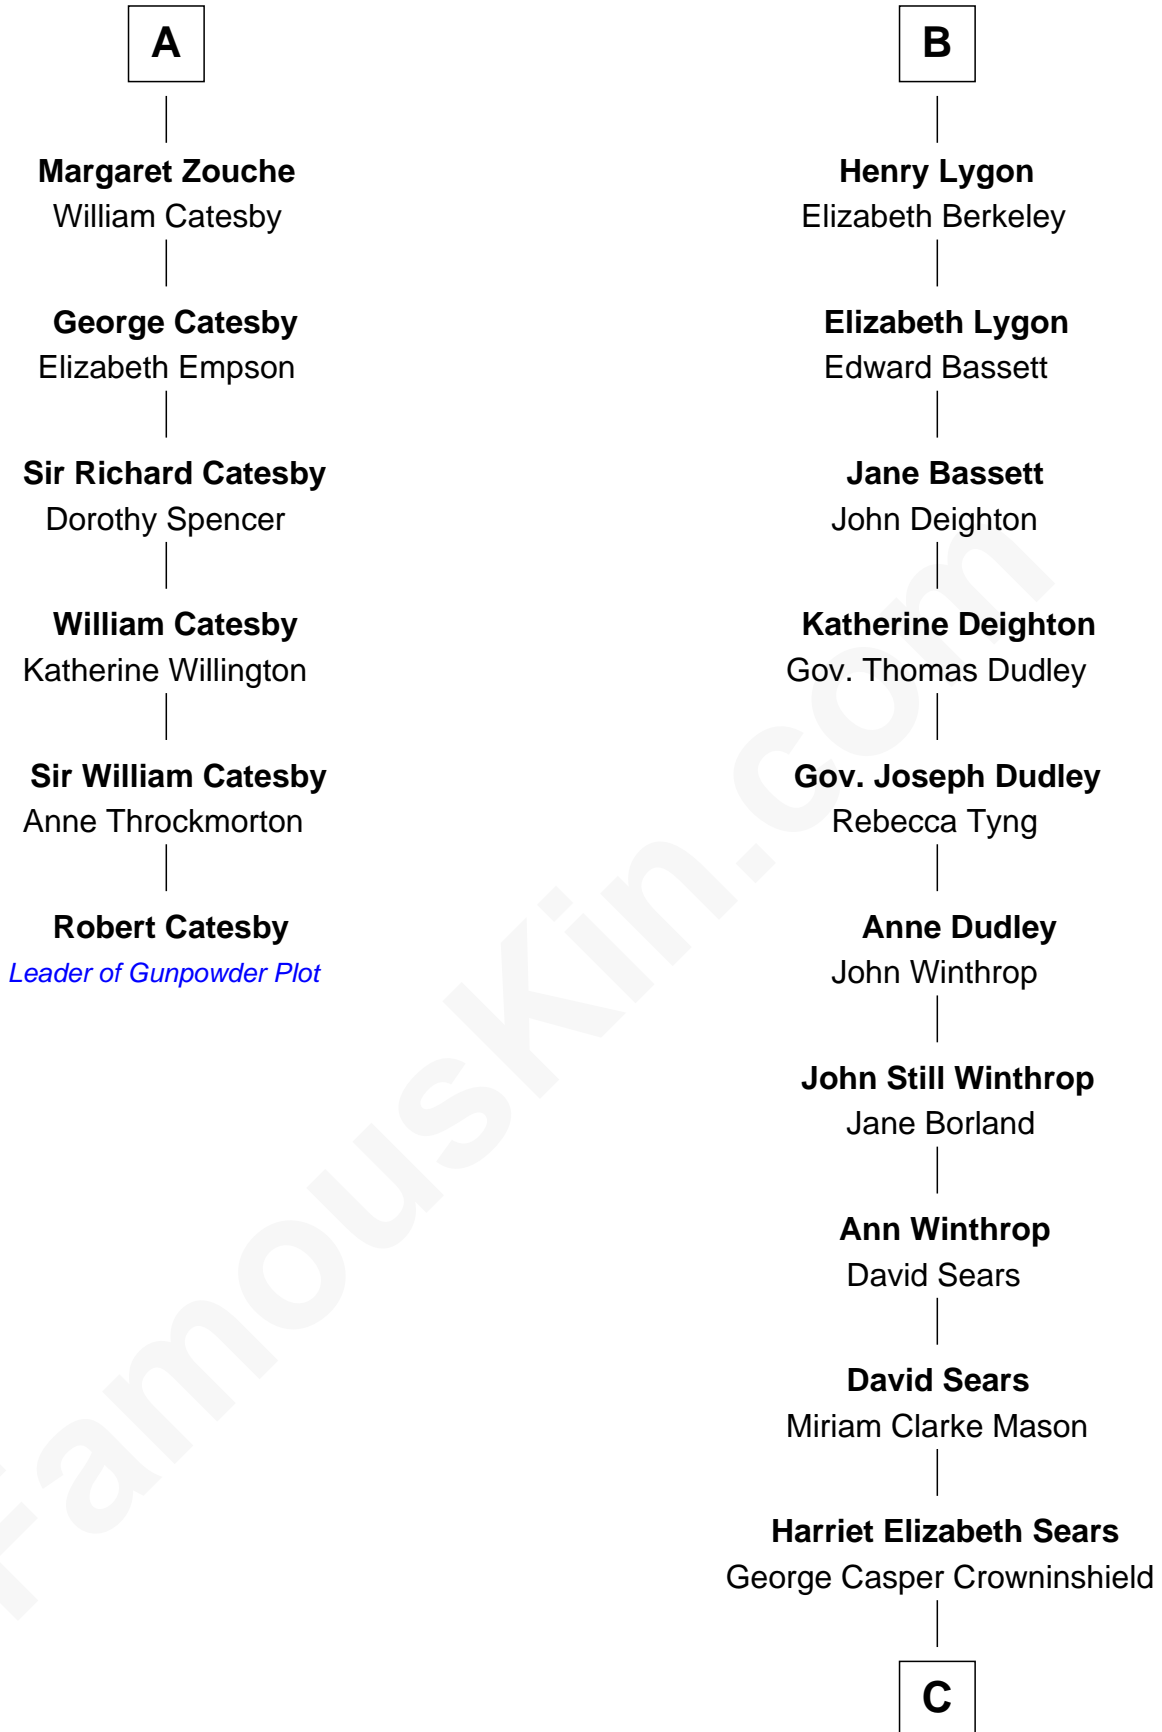 A
Margaret Zouche
William Catesby
George Catesby
Elizabeth Empson
Sir Richard Catesby
Dorothy Spencer
William Catesby
Katherine Willington
Sir William Catesby
Anne Throckmorton
Robert Catesby
Leader of Gunpowder Plot
B
Henry Lygon
Elizabeth Berkeley
Elizabeth Lygon
Edward Bassett
Jane Bassett
John Deighton
Katherine Deighton
Gov. Thomas Dudley
Gov. Joseph Dudley
Rebecca Tyng
Anne Dudley
John Winthrop
John Still Winthrop
Jane Borland
Ann Winthrop
David Sears
David Sears
Miriam Clarke Mason
Harriet Elizabeth Sears
George Casper Crowninshield
C
FamousKin.com